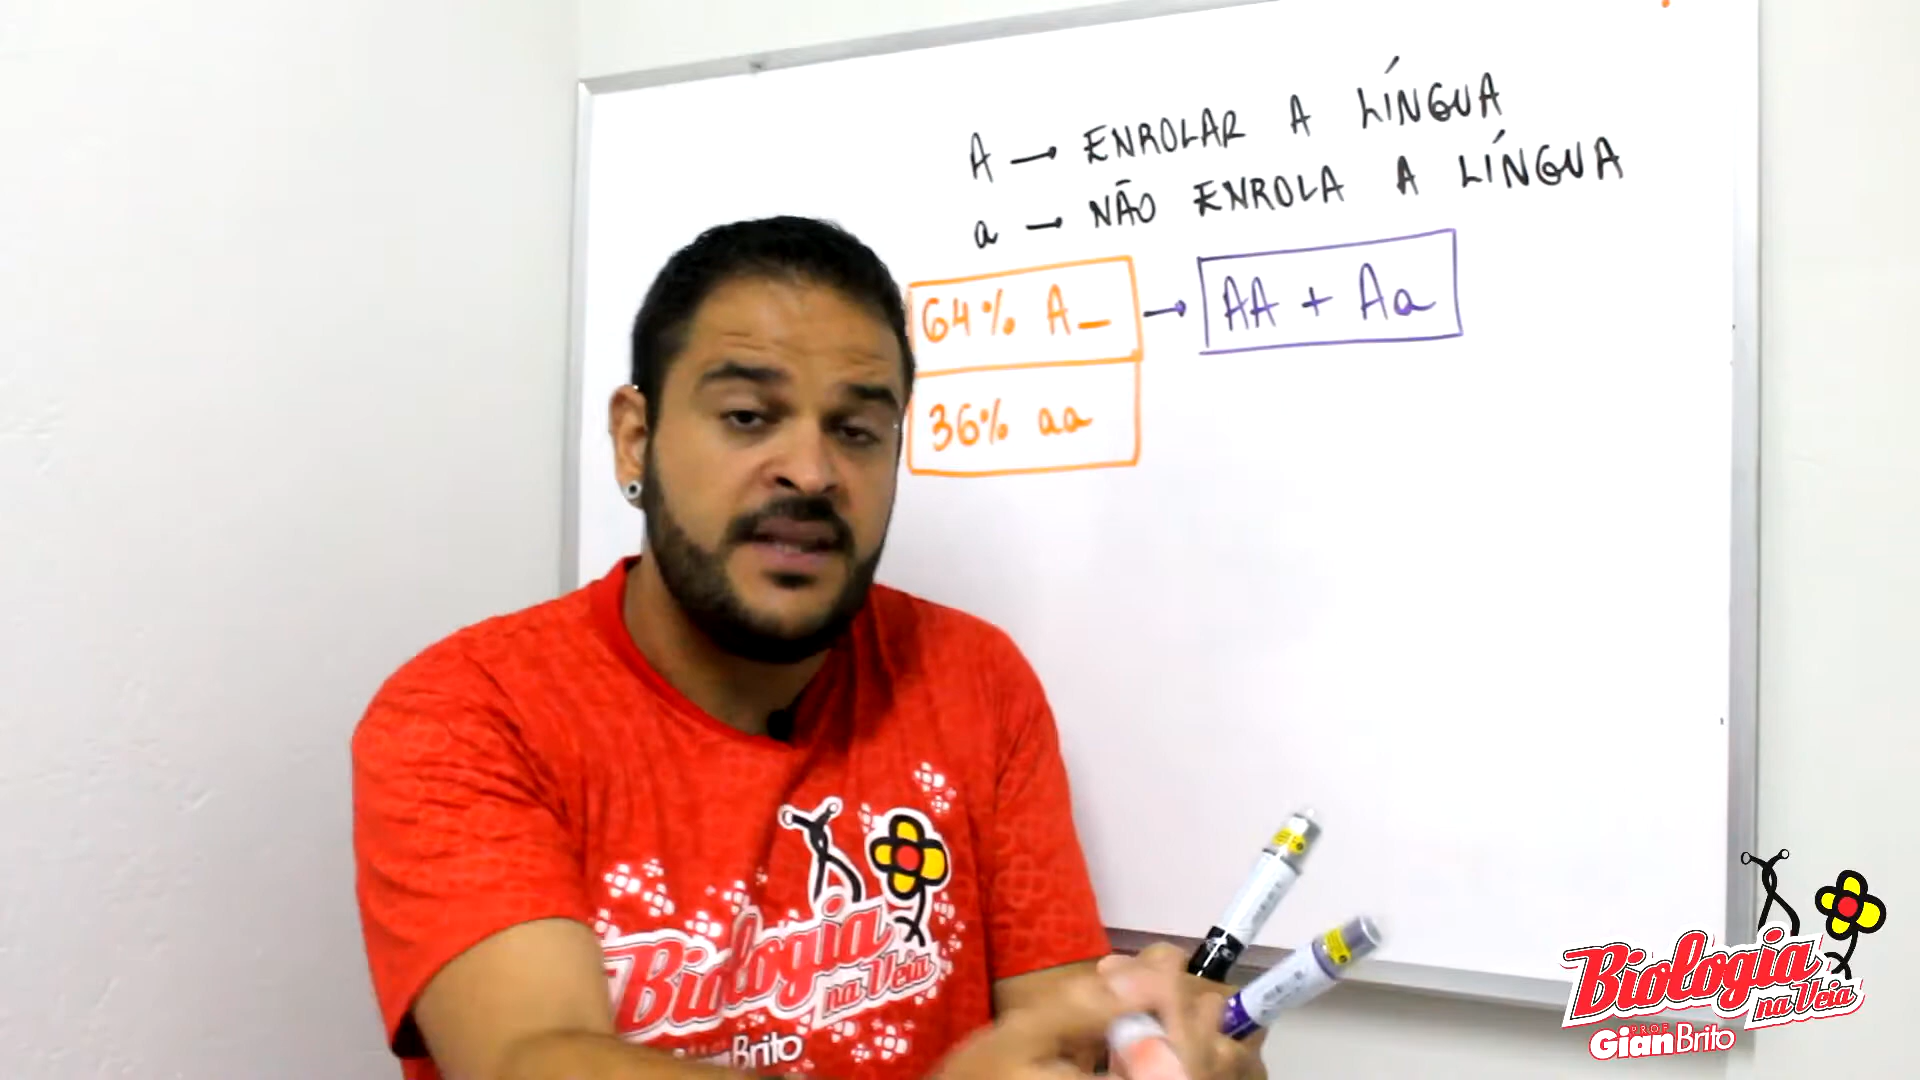 A → ENROLAR A LÍNGUA
a → NÃO ENROLA A LÍNGUA
64% A_ → AA + Aa
36% aa
Biologia
na Veia
Brito
Biologia
na Veia
PROF
GianBrito